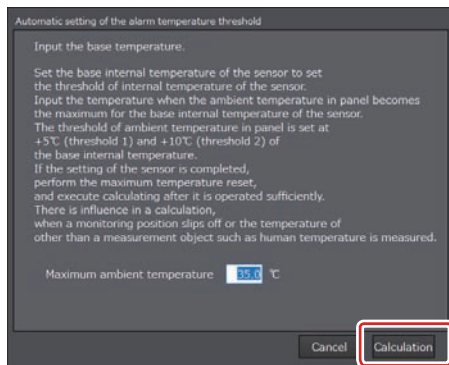 Automatic setting of the alarm temperature threshold
Input the base temperature.
Set the base internal temperature of the sensor to set
the threshold of internal temperature of the sensor.
Input the temperature when the ambient temperature in panel becomes
the maximum for the base internal temperature of the sensor.
The threshold of ambient temperature in panel is set at
+5℃ (threshold 1) and +10℃ (threshold 2) of
the base internal temperature.
If the setting of the sensor is completed,
perform the maximum temperature reset,
and execute calculating after it is operated sufficiently.
There is influence in a calculation,
when a monitoring position slips off or the temperature of
other than a measurement object such as human temperature is measured.
Maximum ambient temperature 35.0 ℃
Cancel Calculation